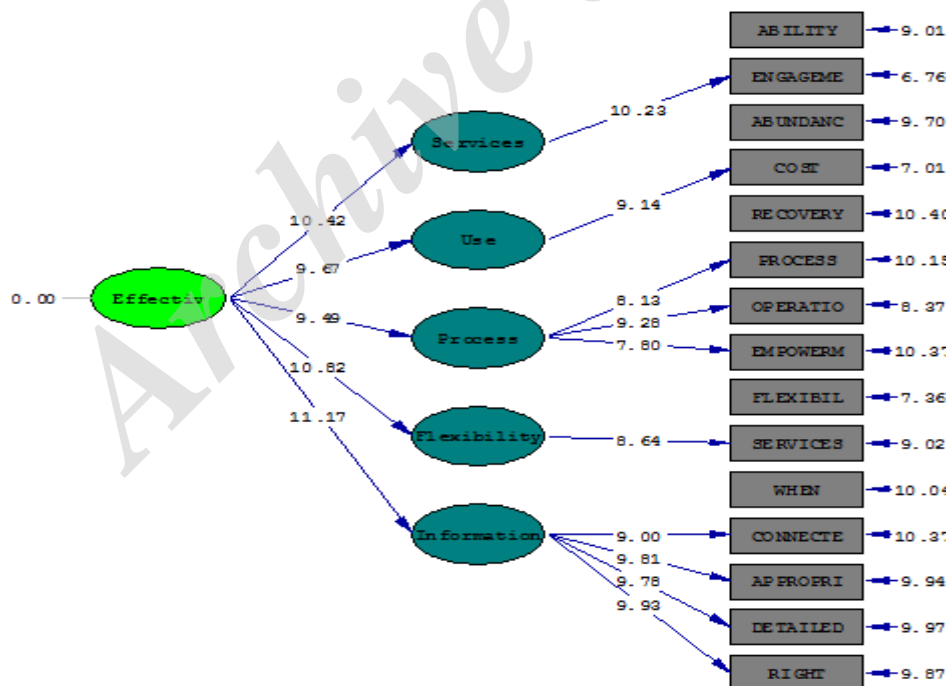 Archive
ABILITY
9.01
ENGAGEME
6.76
10.23
Services
ABUNDANC
9.70
COST
7.01
9.14
10.42
RECOVERY
10.40
Use
9.67
PROCESS
10.15
0.00
Effectiv
8.13
OPERATIO
8.37
9.49
9.28
Process
7.80
EMPOWERM
10.37
10.82
FLEXIBIL
7.36
11.17
Flexibility
8.64
SERVICES
9.02
WHEN
10.04
Information
9.00
CONNECTE
10.37
9.81
APPROPRI
9.94
9.78
9.93
DETAILED
9.97
RIGHT
9.87